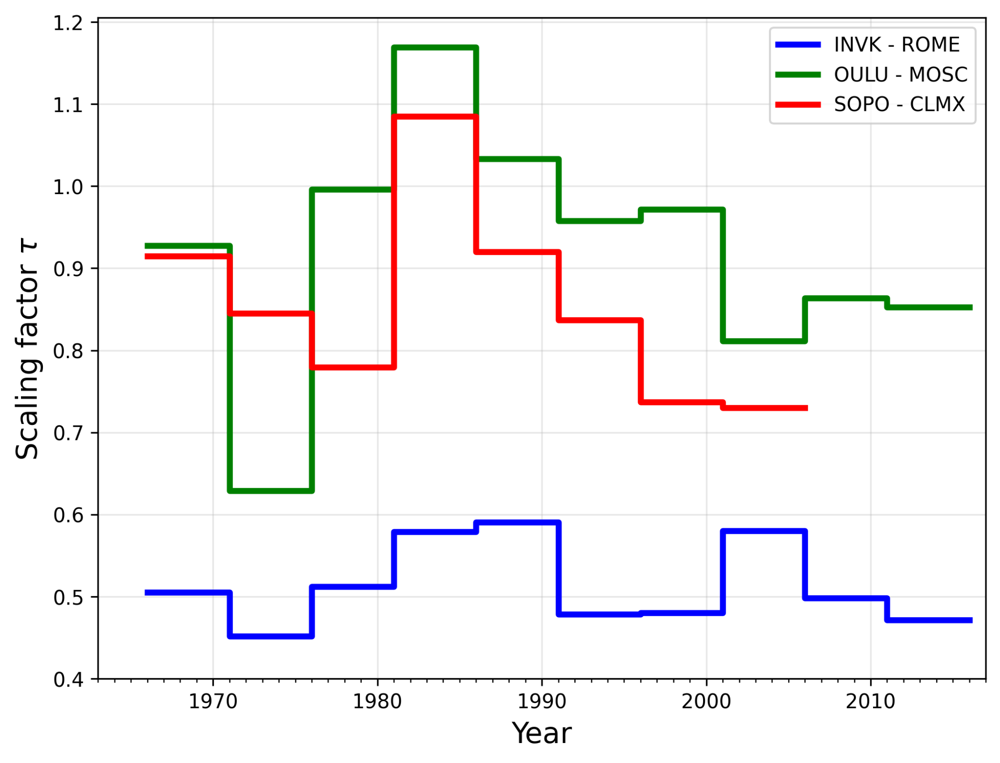 1.2
1.1
1.0
0.9
0.8
0.7
0.6
0.5
0.4
Scaling factor τ
INVK - ROME
OULU - MOSC
SOPO - CLMX
1970 1980 1990 2000 2010
Year